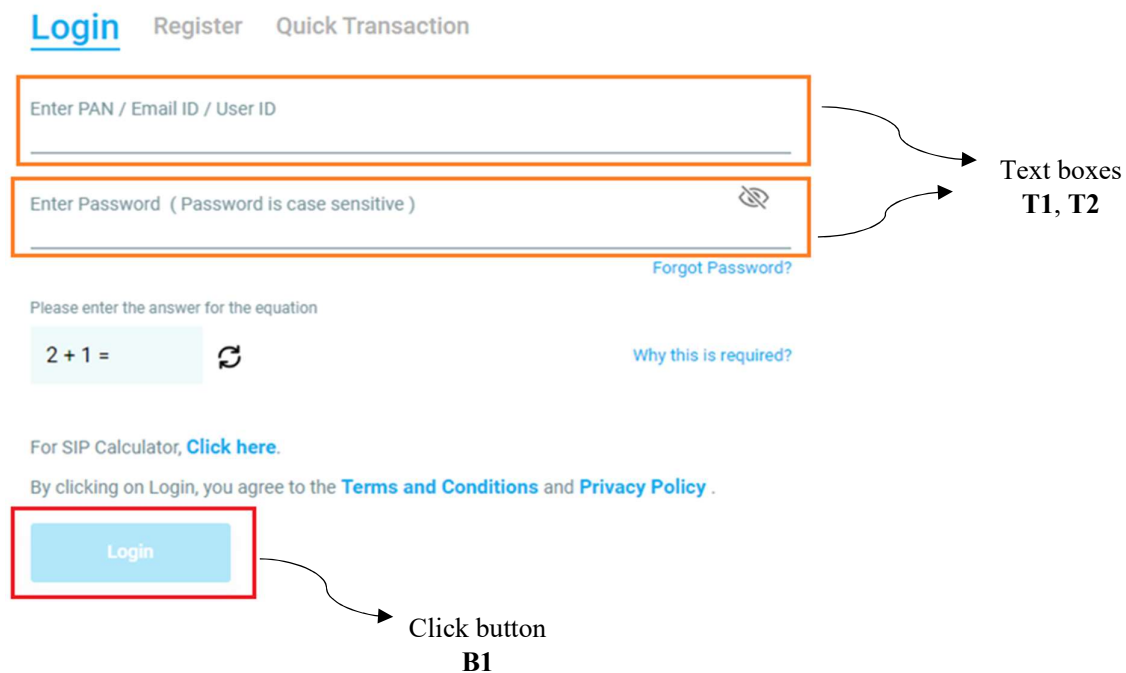 Login Register Quick Transaction
Enter PAN / Email ID / User ID
Enter Password ( Password is case sensitive )
Text boxes
T1, T2
Forgot Password?
Please enter the answer for the equation
2 + 1 =
Why this is required?
For SIP Calculator, Click here.
By clicking on Login, you agree to the Terms and Conditions and Privacy Policy .
Login
Click button
B1